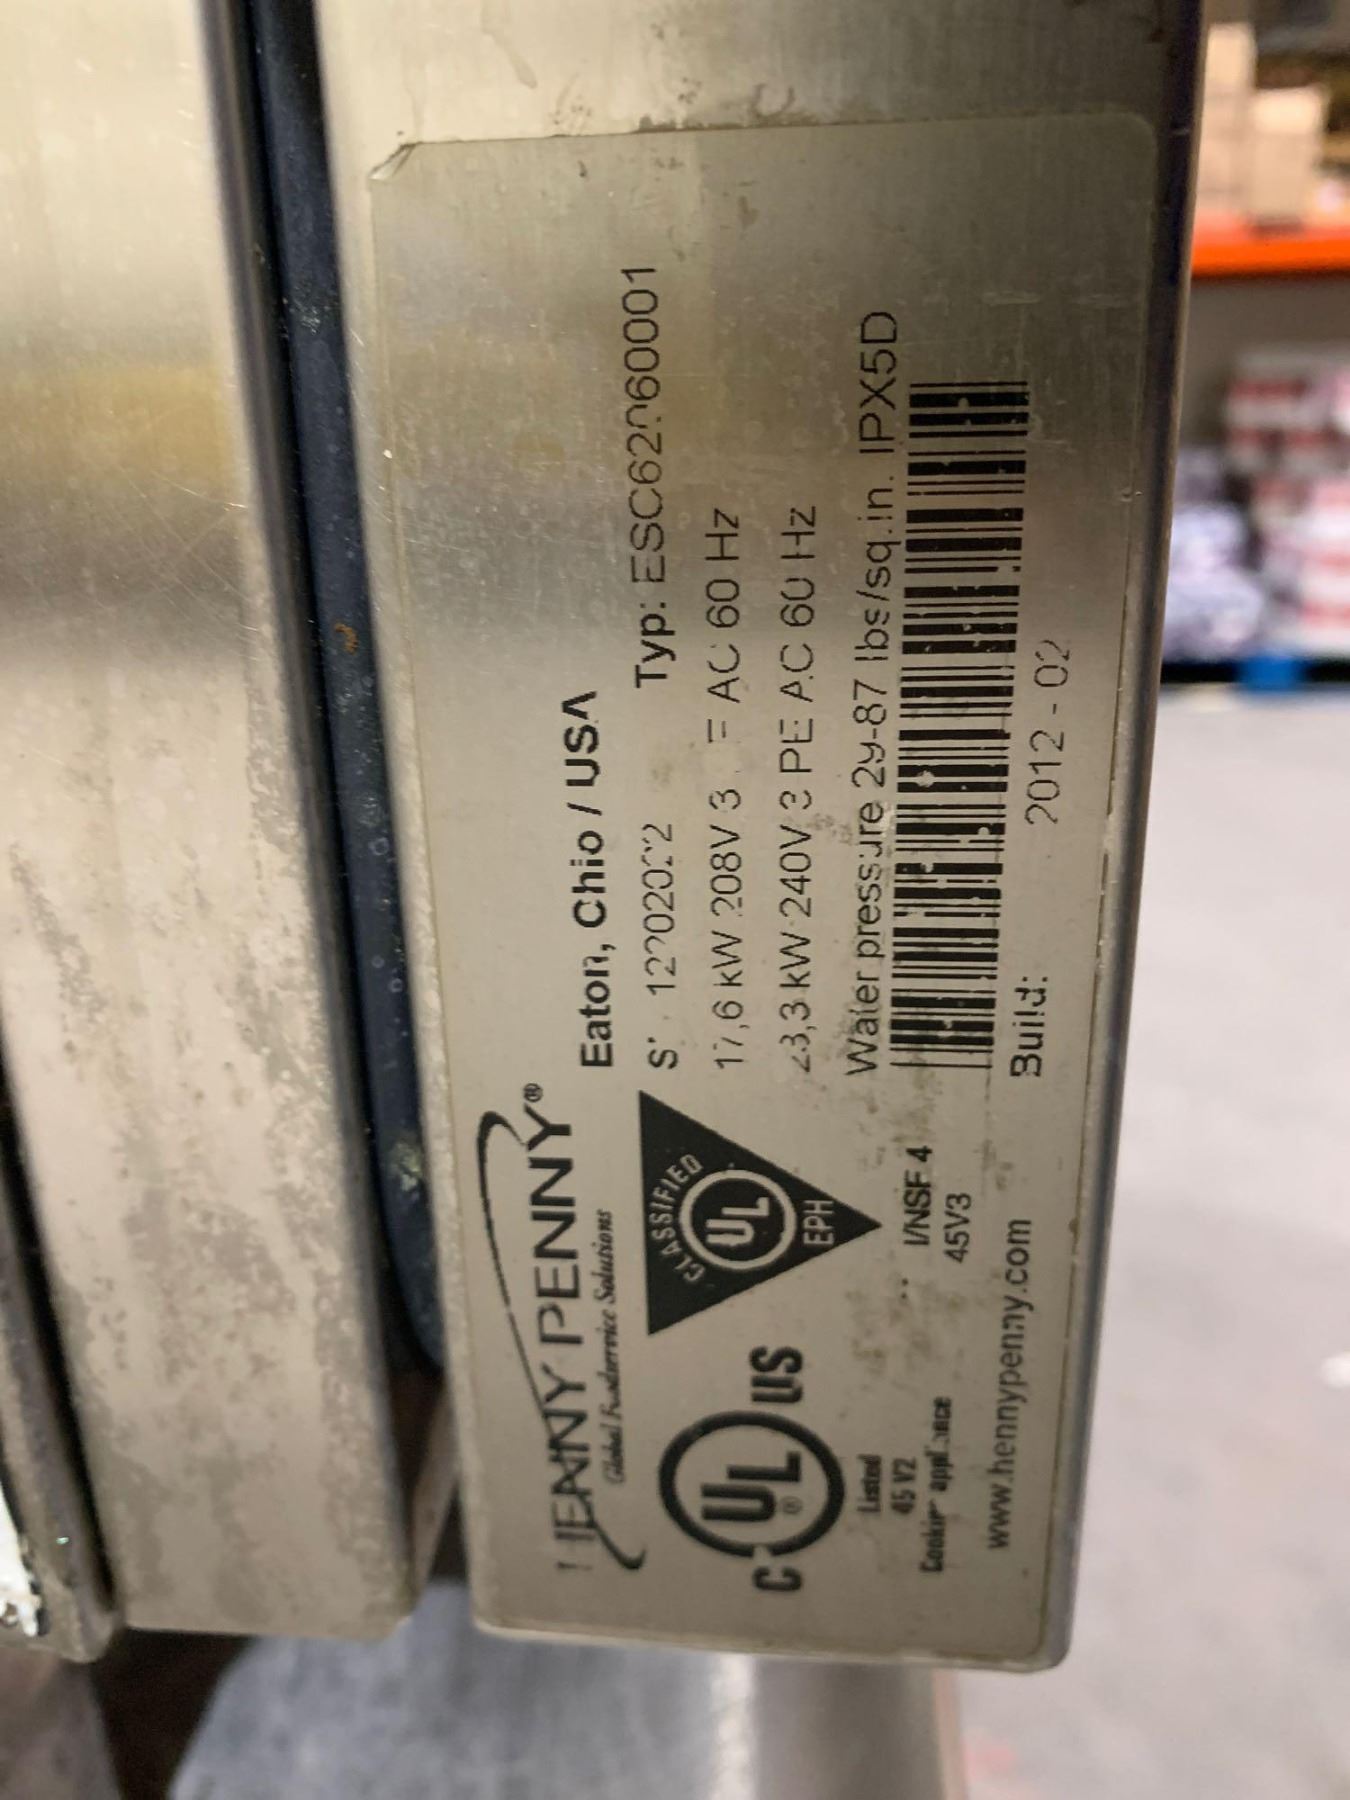 HENNY PENNY®
Global Foodservice Solutions
Eaton, Ohio / USA
Typ:
17,6 kW 208V 3 AC 60 Hz
23,3 kW 240V 3 PE AC 60 Hz
Water pressure 29-87 lbs/sq.in. IPX5D
Build: 2012 - 02
CLASSIFIED
UL
EPH
/NSF 4
45V3
C UL US
®
Listed
45 V2
Cooking appliance
www.hennypenny.com